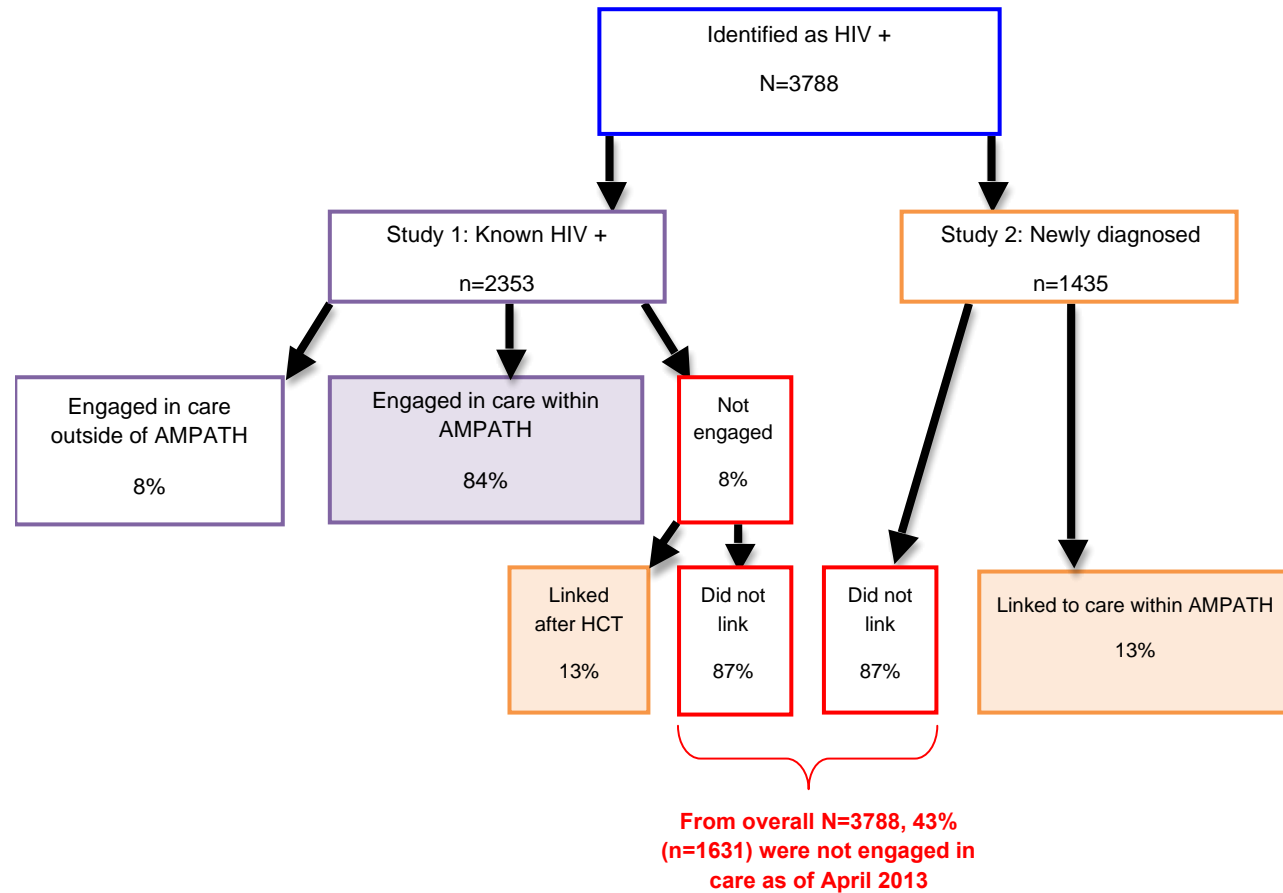 Identified as HIV +
N=3788
Study 1: Known HIV +
n=2353
Study 2: Newly diagnosed
n=1435
Engaged in care
outside of AMPATH
8%
Engaged in care within
AMPATH
84%
Not
engaged
8%
Linked
after HCT
13%
Did not
link
87%
Did not
link
87%
Linked to care within AMPATH
13%
From overall N=3788, 43%
(n=1631) were not engaged in
care as of April 2013